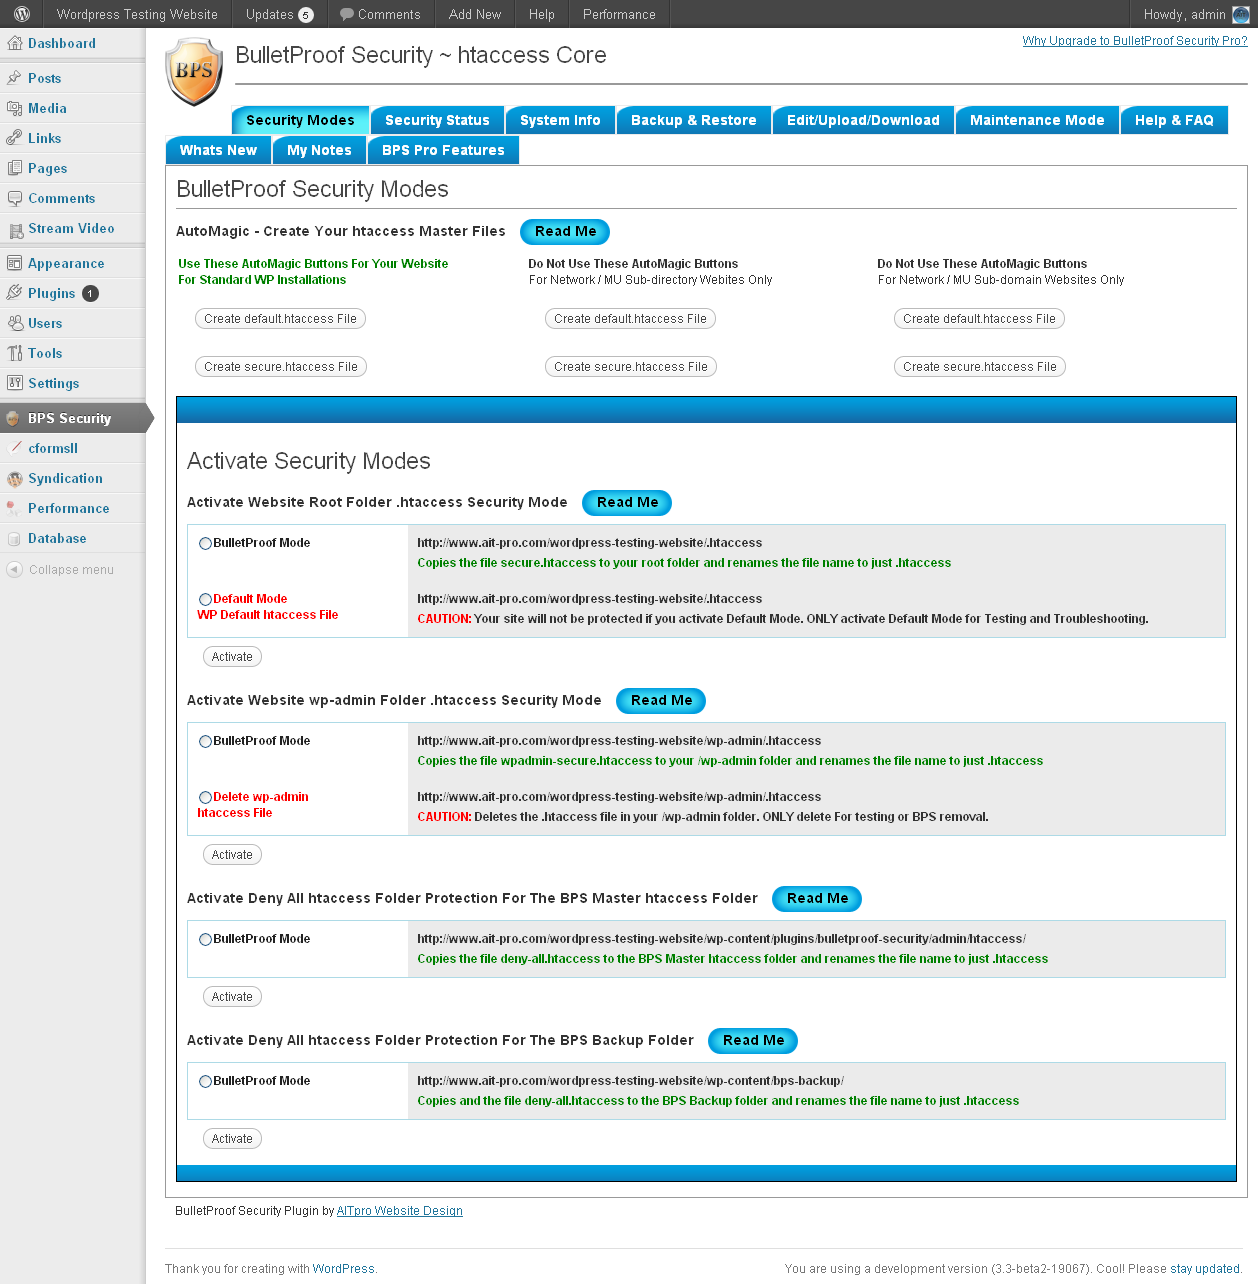 Wordpress Testing Website Updates 5 Comments Add New Help Performance Howdy, admin
Dashboard
Posts
Media
Links
Pages
Comments
Stream Video
Appearance
Plugins 1
Users
Tools
Settings
BPS Security
cformsII
Syndication
Performance
Database
Collapse menu
BPS
BulletProof Security ~ htaccess Core
Why Upgrade to BulletProof Security Pro?
Security Modes Security Status System Info Backup & Restore Edit/Upload/Download Maintenance Mode Help & FAQ
Whats New My Notes BPS Pro Features
BulletProof Security Modes
AutoMagic - Create Your htaccess Master Files Read Me
Use These AutoMagic Buttons For Your Website
For Standard WP Installations
Create default.htaccess File
Create secure.htaccess File
Do Not Use These AutoMagic Buttons
For Network / MU Sub-directory Webites Only
Create default.htaccess File
Create secure.htaccess File
Do Not Use These AutoMagic Buttons
For Network / MU Sub-domain Websites Only
Create default.htaccess File
Create secure.htaccess File
Activate Security Modes
Activate Website Root Folder .htaccess Security Mode Read Me
BulletProof Mode http://www.ait-pro.com/wordpress-testing-website/.htaccess
Copies the file secure.htaccess to your root folder and renames the file name to just .htaccess
Default Mode http://www.ait-pro.com/wordpress-testing-website/.htaccess
WP Default htaccess File CAUTION: Your site will not be protected if you activate Default Mode. ONLY activate Default Mode for Testing and Troubleshooting.
Activate
Activate Website wp-admin Folder .htaccess Security Mode Read Me
BulletProof Mode http://www.ait-pro.com/wordpress-testing-website/wp-admin/.htaccess
Copies the file wpadmin-secure.htaccess to your /wp-admin folder and renames the file name to just .htaccess
Delete wp-admin http://www.ait-pro.com/wordpress-testing-website/wp-admin/.htaccess
htaccess File CAUTION: Deletes the .htaccess file in your /wp-admin folder. ONLY delete For testing or BPS removal.
Activate
Activate Deny All htaccess Folder Protection For The BPS Master htaccess Folder Read Me
BulletProof Mode http://www.ait-pro.com/wordpress-testing-website/wp-content/plugins/bulletproof-security/admin/htaccess/
Copies the file deny-all.htaccess to the BPS Master htaccess folder and renames the file name to just .htaccess
Activate
Activate Deny All htaccess Folder Protection For The BPS Backup Folder Read Me
BulletProof Mode http://www.ait-pro.com/wordpress-testing-website/wp-content/bps-backup/
Copies and the file deny-all.htaccess to the BPS Backup folder and renames the file name to just .htaccess
Activate
BulletProof Security Plugin by AITpro Website Design
Thank you for creating with WordPress. You are using a development version (3.3-beta2-19067). Cool! Please stay updated.